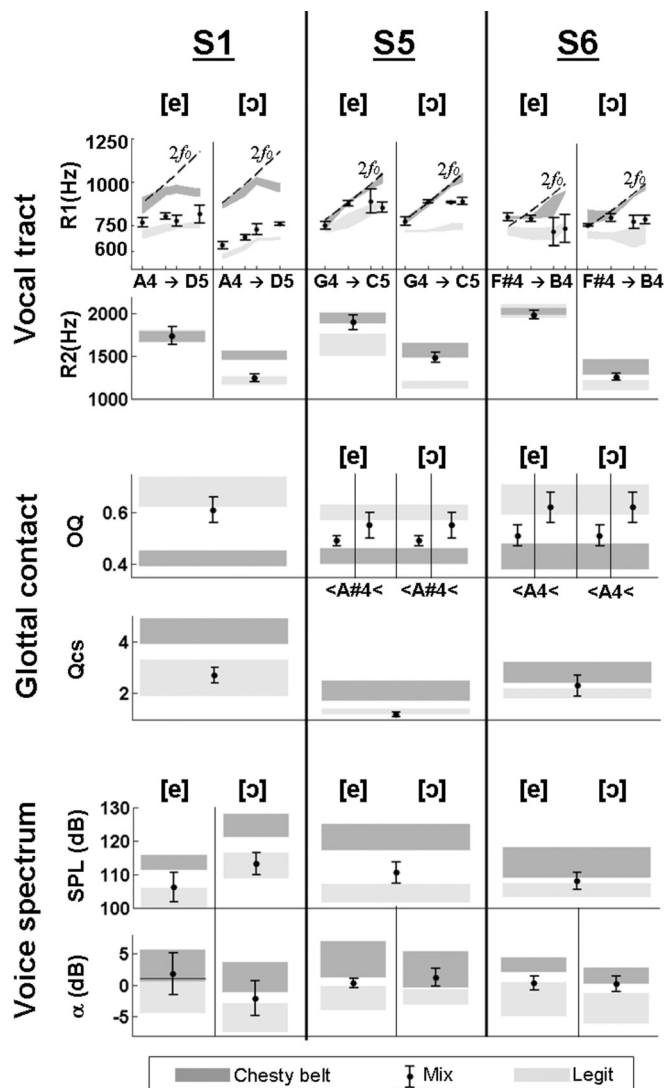 S1 S5 S6
[e] [ɔ] [e] [ɔ] [e] [ɔ]
Vocal tract
R1(Hz)
1250
1000
750
600
2f₀ 2f₀ 2f₀ 2f₀ 2f₀ 2f₀
A4 → D5 A4 → D5 G4 → C5 G4 → C5 F#4 → B4 F#4 → B4
R2(Hz)
2000
1500
1000
Glottal contact
[e] [ɔ] [e] [ɔ]
OQ
0.6
0.4
<A#4< <A#4< <A4< <A4<
Qcs
4
2
Voice spectrum
[e] [ɔ] [e] [ɔ] [e] [ɔ]
SPL (dB)
130
120
110
100
α (dB)
5
0
-5
Chesty belt Mix Legit